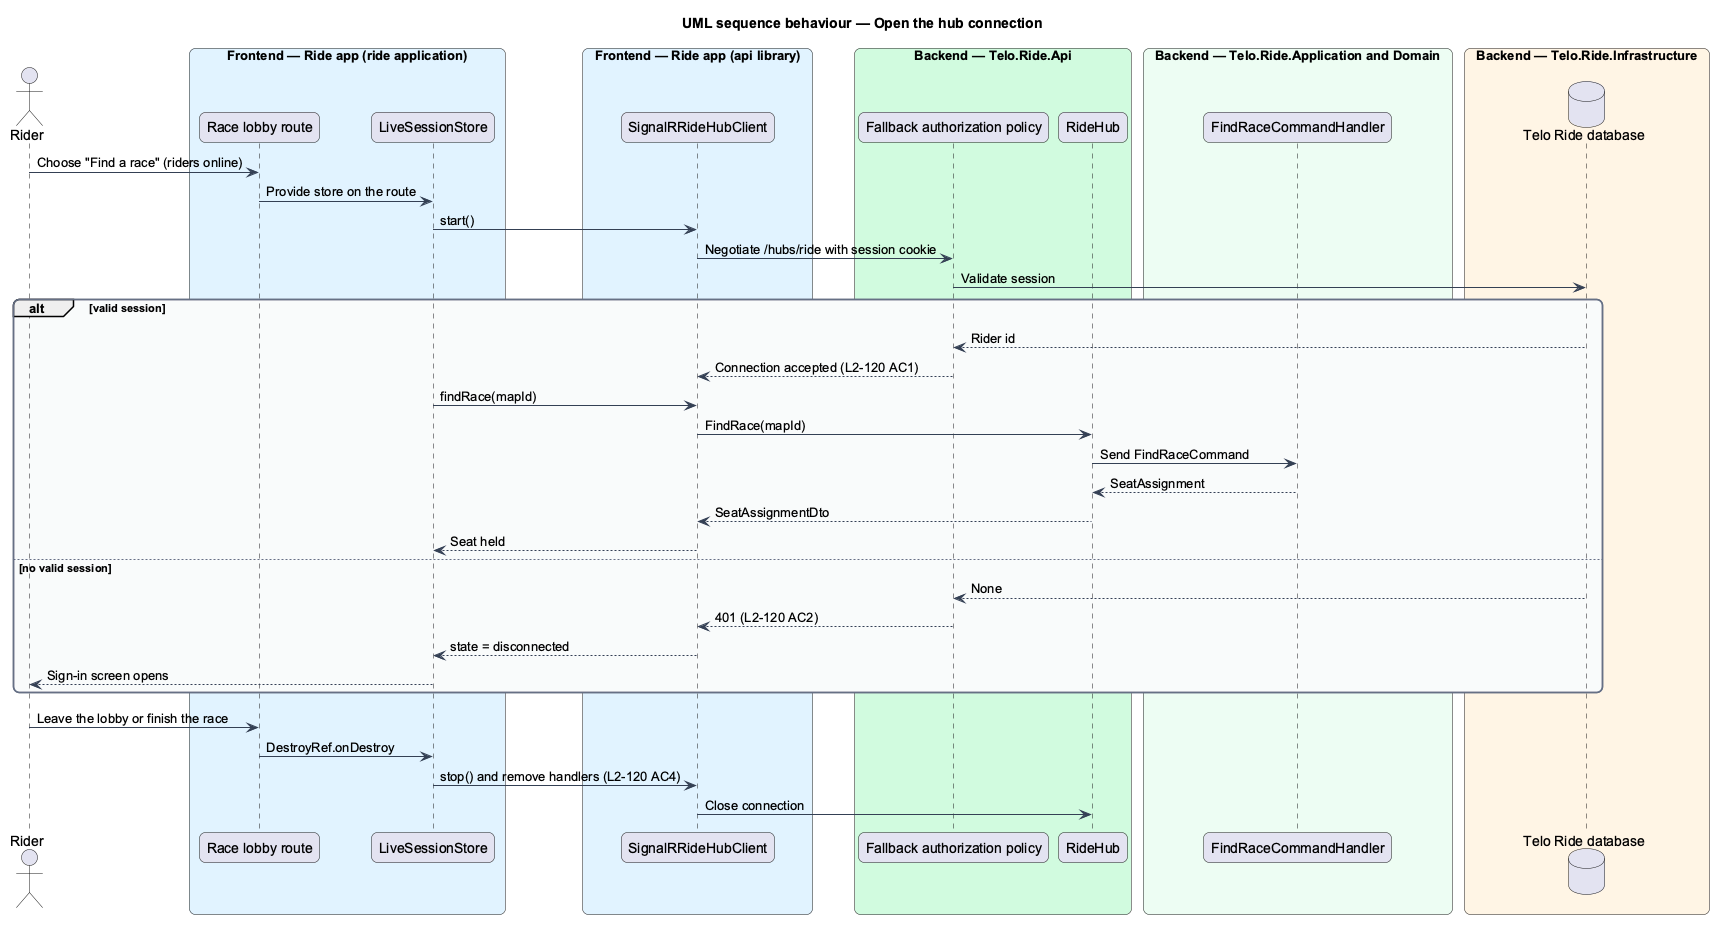 UML sequence behaviour — Open the hub connection
Frontend — Ride app (ride application)
Frontend — Ride app (api library)
Backend — Telo.Ride.Api
Backend — Telo.Ride.Application and Domain
Backend — Telo.Ride.Infrastructure
Rider
Race lobby route
LiveSessionStore
SignalRRideHubClient
Fallback authorization policy
RideHub
FindRaceCommandHandler
Telo Ride database
Choose "Find a race" (riders online)
Provide store on the route
start()
Negotiate /hubs/ride with session cookie
Validate session
alt
[valid session]
Rider id
Connection accepted (L2-120 AC1)
findRace(mapId)
FindRace(mapId)
Send FindRaceCommand
SeatAssignment
SeatAssignmentDto
Seat held
[no valid session]
None
401 (L2-120 AC2)
state = disconnected
Sign-in screen opens
Leave the lobby or finish the race
DestroyRef.onDestroy
stop() and remove handlers (L2-120 AC4)
Close connection
Rider
Race lobby route
LiveSessionStore
SignalRRideHubClient
Fallback authorization policy
RideHub
FindRaceCommandHandler
Telo Ride database